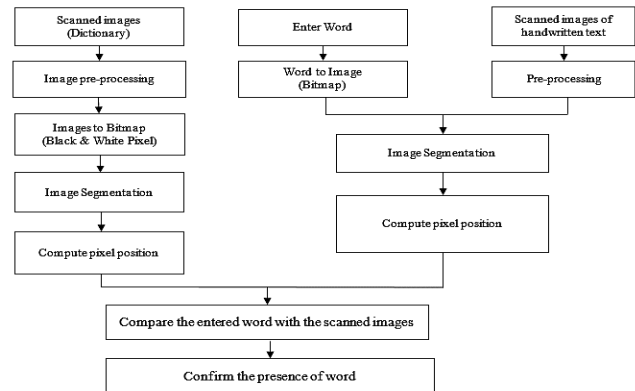 Scanned images
(Dictionary)
Enter Word
Scanned images of
handwritten text
Image pre-processing
Word to Image
(Bitmap)
Pre-processing
Images to Bitmap
(Black & White Pixel)
Image Segmentation
Image Segmentation
Compute pixel position
Compute pixel position
Compare the entered word with the scanned images
Confirm the presence of word